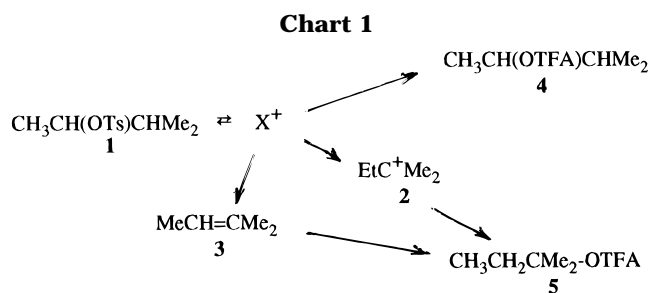 Chart 1
CH₃CH(OTFA)CHMe₂
4
CH₃CH(OTs)CHMe₂ ⇄ X⁺
1
EtC⁺Me₂
2
MeCH=CMe₂
3
CH₃CH₂CMe₂-OTFA
5